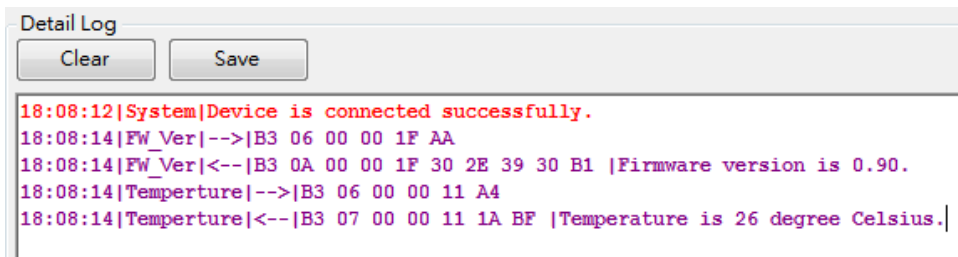 Detail Log
Clear Save
18:08:12|System|Device is connected successfully.
18:08:14|FW_Ver|-->|B3 06 00 00 1F AA
18:08:14|FW_Ver|<--|B3 0A 00 00 1F 30 2E 39 30 B1 |Firmware version is 0.90.
18:08:14|Temperture|-->|B3 06 00 00 11 A4
18:08:14|Temperture|<--|B3 07 00 00 11 1A BF |Temperature is 26 degree Celsius.